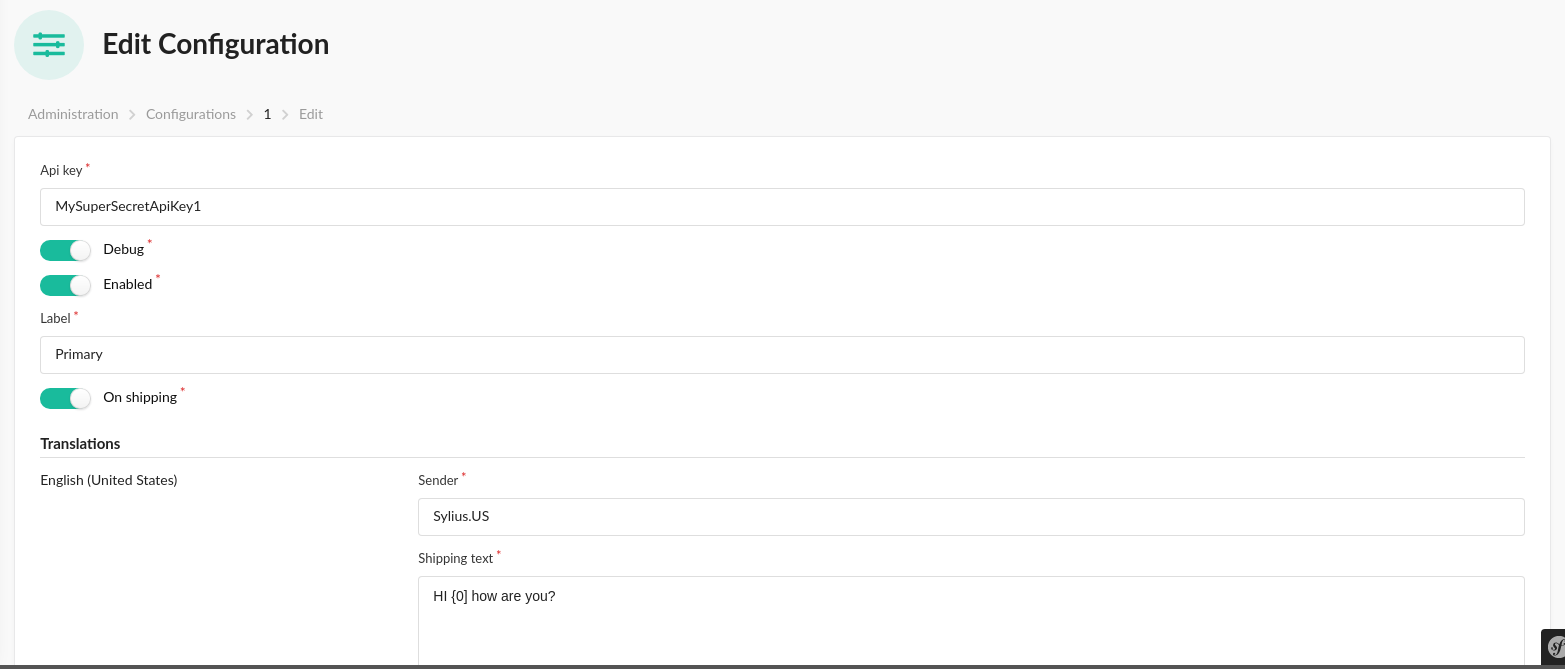 Edit Configuration
Administration > Configurations > 1 > Edit
Api key *
MySuperSecretApiKey1
Debug *
Enabled *
Label *
Primary
On shipping *
Translations
English (United States)
Sender *
Sylius.US
Shipping text *
HI {0] how are you?
sf